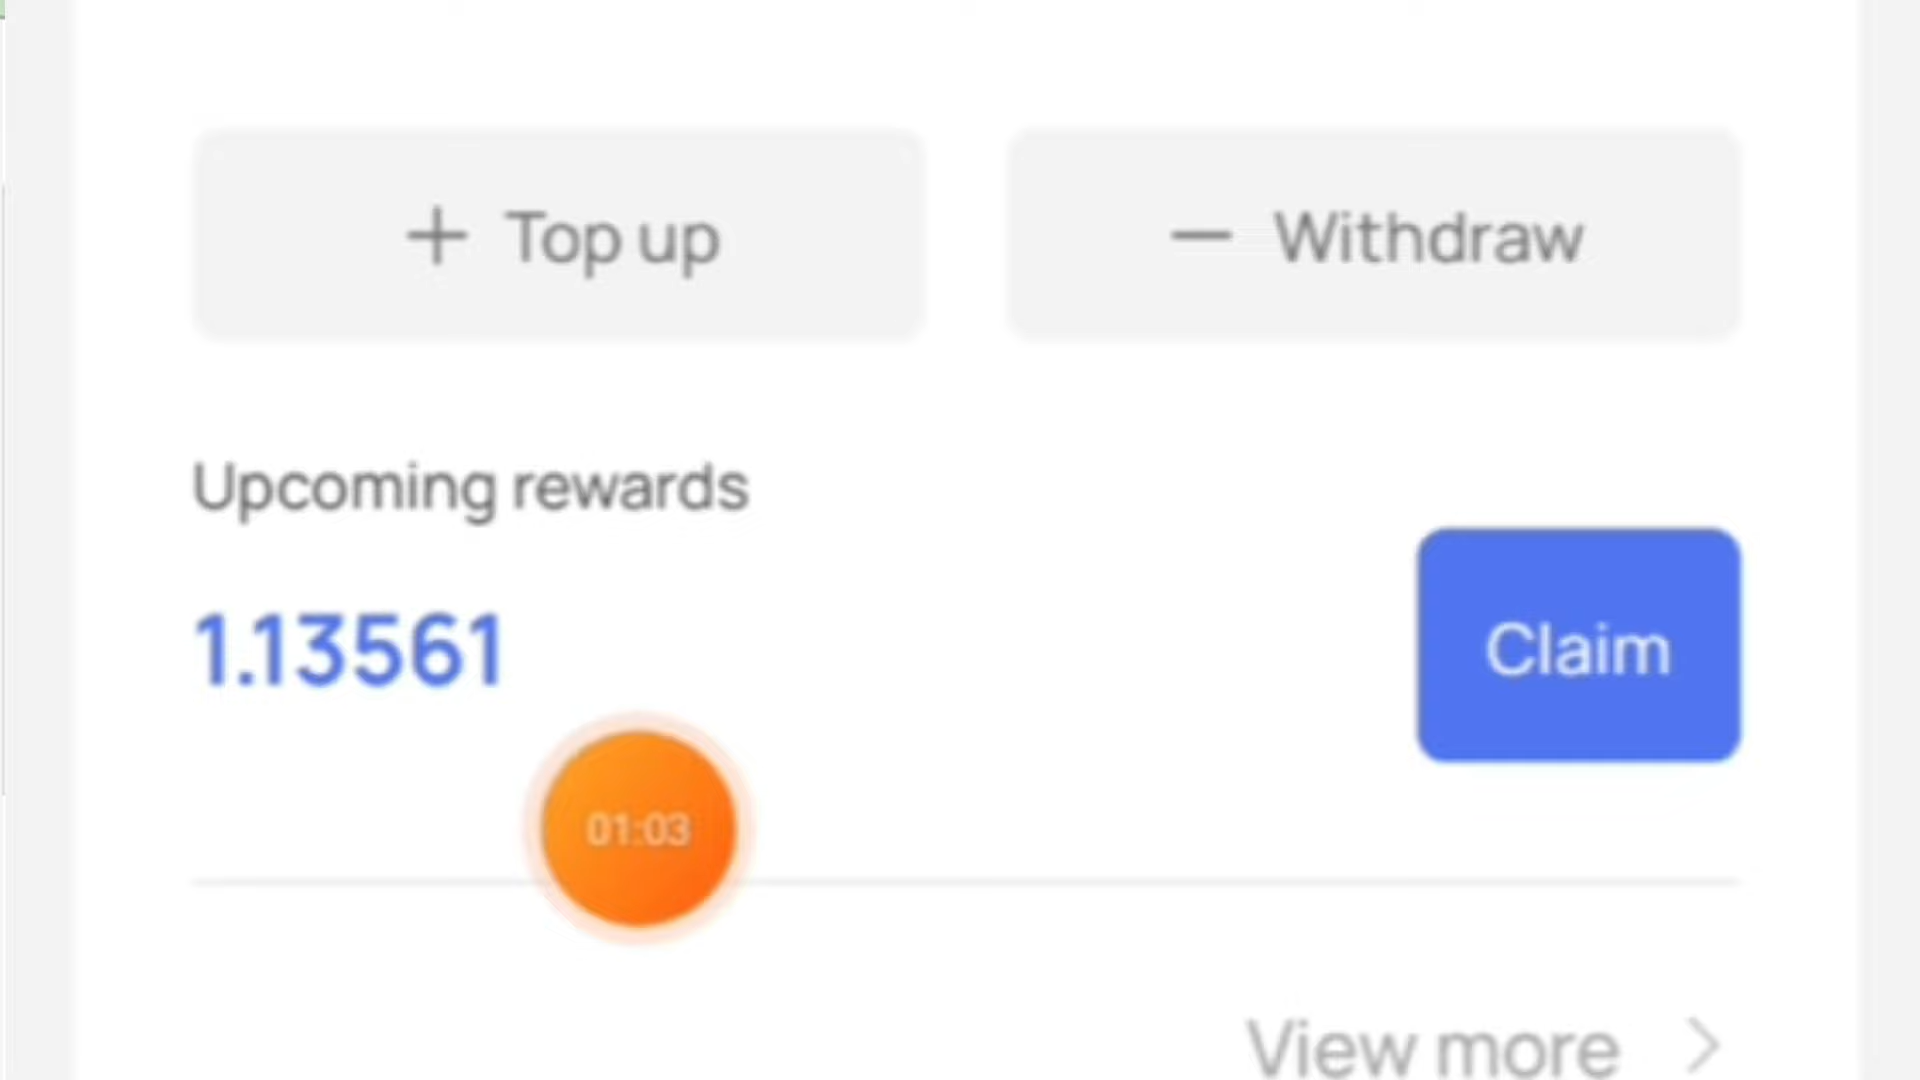 + Top up
− Withdraw
Upcoming rewards
1.13561
Claim
01:03
View more >